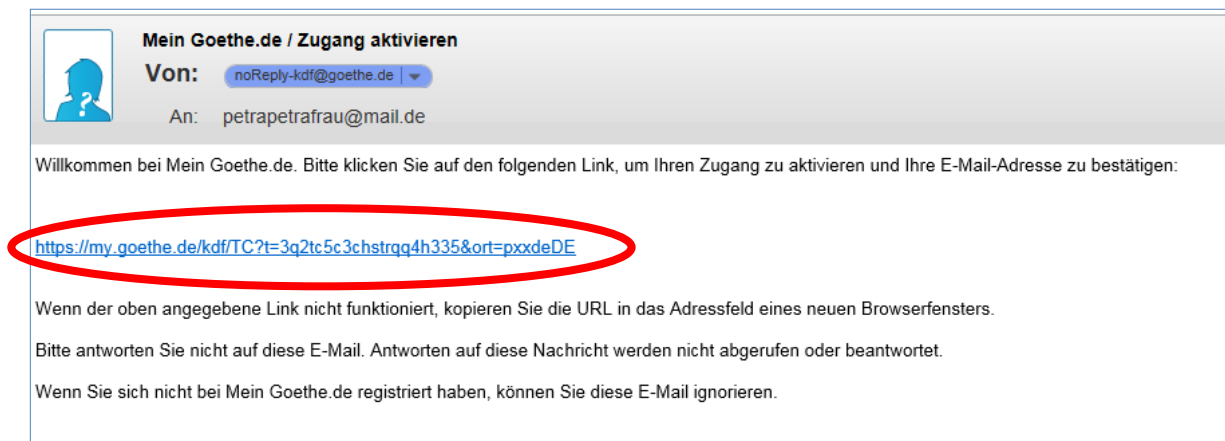 Mein Goethe.de / Zugang aktivieren
Von: noReply-kdf@goethe.de
An: petrapetrafrau@mail.de
Willkommen bei Mein Goethe.de. Bitte klicken Sie auf den folgenden Link, um Ihren Zugang zu aktivieren und Ihre E-Mail-Adresse zu bestätigen:
https://my.goethe.de/kdf/TC?t=3q2tc5c3chstrqq4h335&ort=pxxdeDE
Wenn der oben angegebene Link nicht funktioniert, kopieren Sie die URL in das Adressfeld eines neuen Browserfensters.
Bitte antworten Sie nicht auf diese E-Mail. Antworten auf diese Nachricht werden nicht abgerufen oder beantwortet.
Wenn Sie sich nicht bei Mein Goethe.de registriert haben, können Sie diese E-Mail ignorieren.